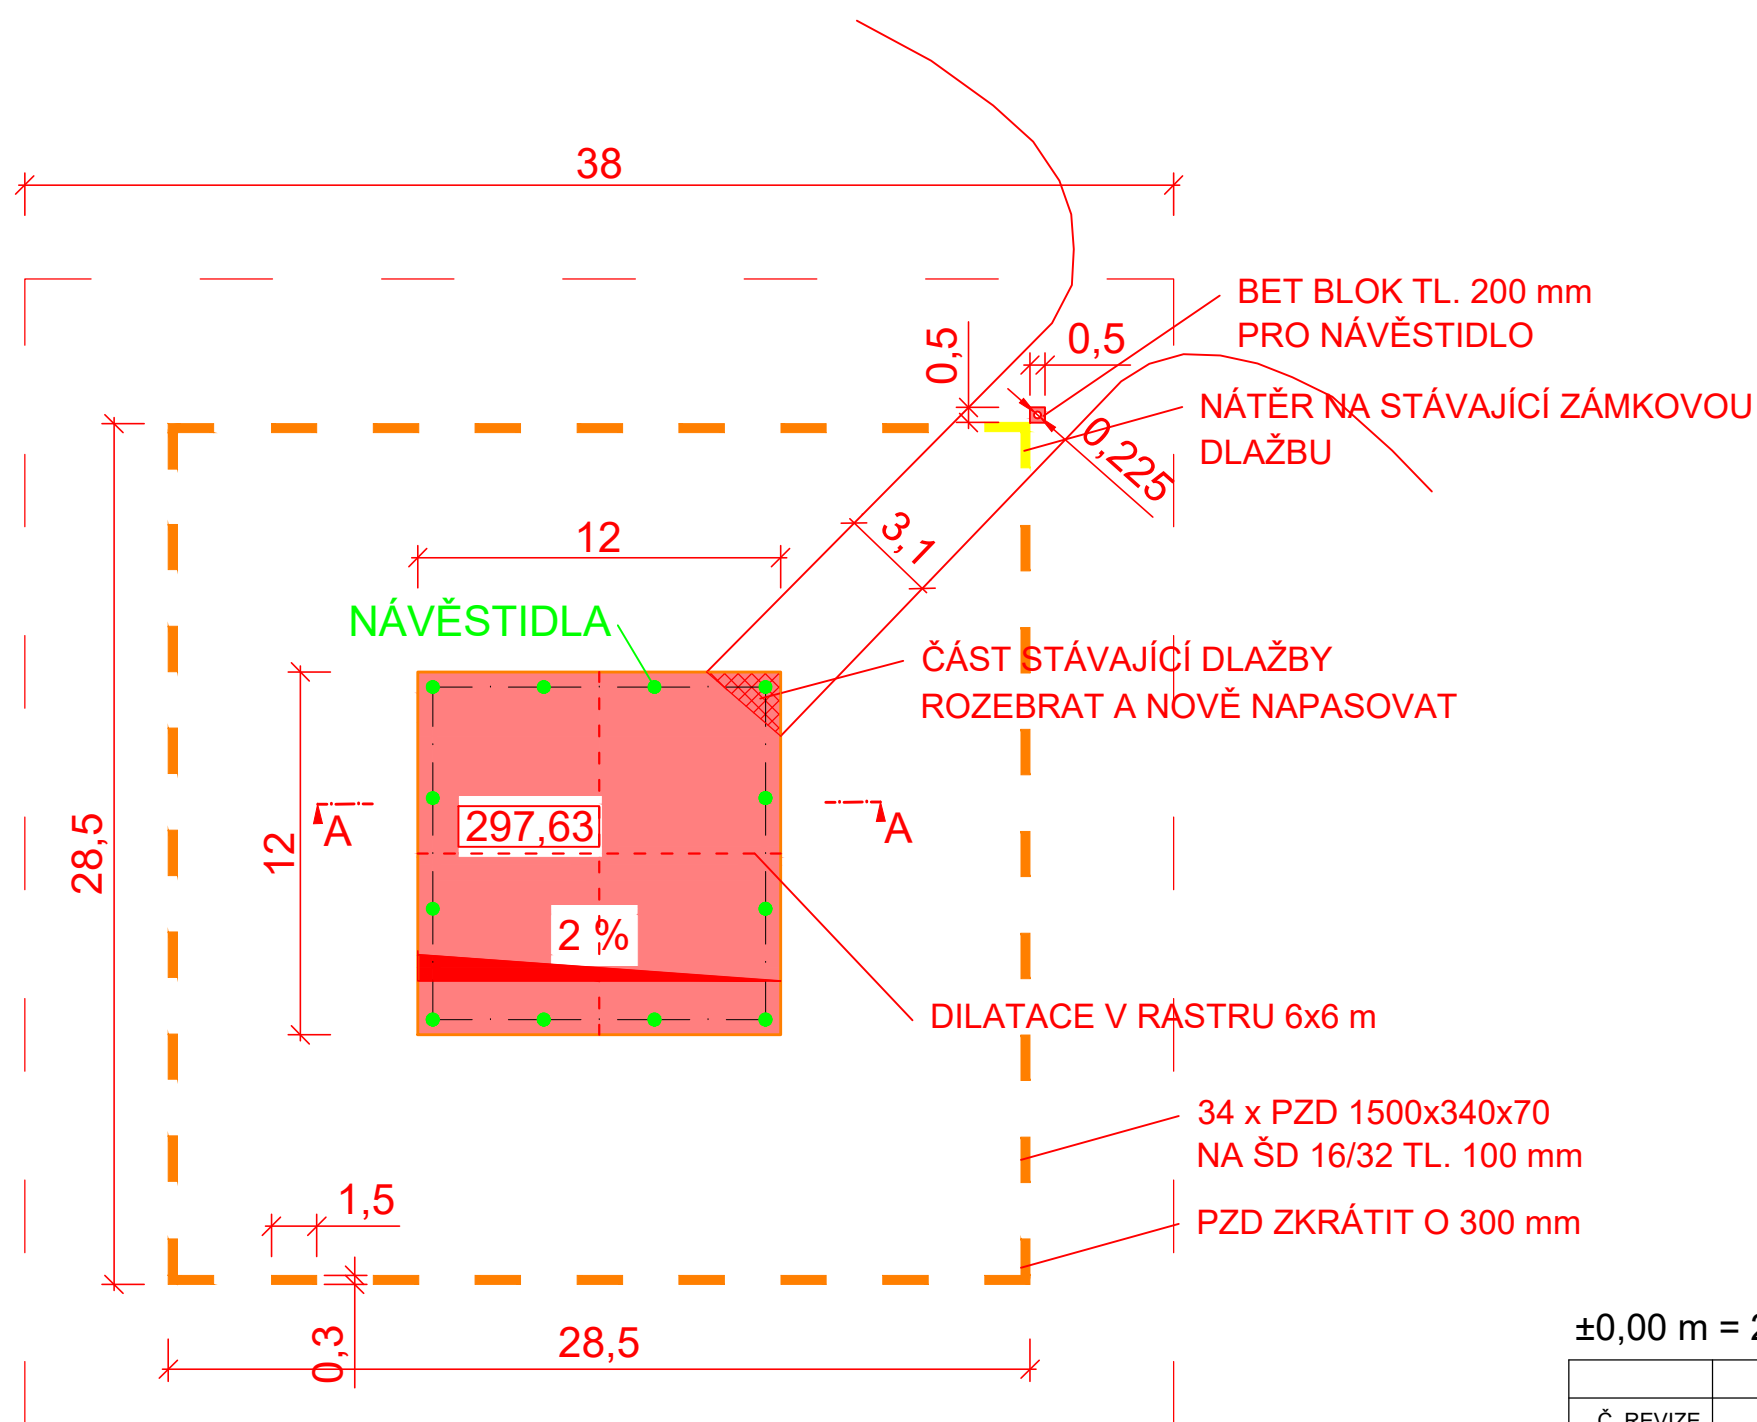 38
BET BLOK TL. 200 mm
PRO NÁVĚSTIDLO
0,5
0,5
NÁTĚR NA STÁVAJÍCÍ ZÁMKOVOU
DLAŽBU
0,225
3,1
12
NÁVĚSTIDLA
ČÁST STÁVAJÍCÍ DLAŽBY
ROZEBRAT A NOVĚ NAPASOVAT
28,5
12
A
297,63
A
2 %
DILATACE V RASTRU 6x6 m
34 x PZD 1500x340x70
NA ŠD 16/32 TL. 100 mm
PZD ZKRÁTIT O 300 mm
1,5
0,3
28,5
±0,00 m = 2
Č. REVIZE